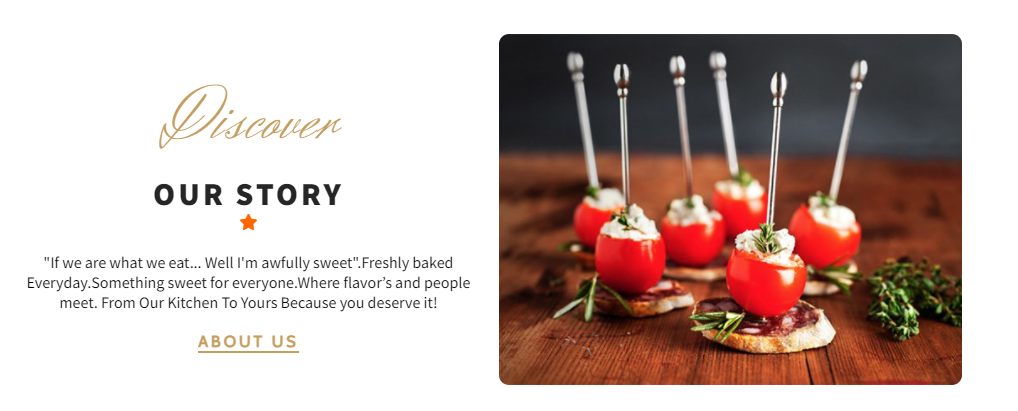 Discover
OUR STORY
"If we are what we eat... Well I'm awfully sweet".Freshly baked
Everyday.Something sweet for everyone.Where flavor’s and people
meet. From Our Kitchen To Yours Because you deserve it!
ABOUT US